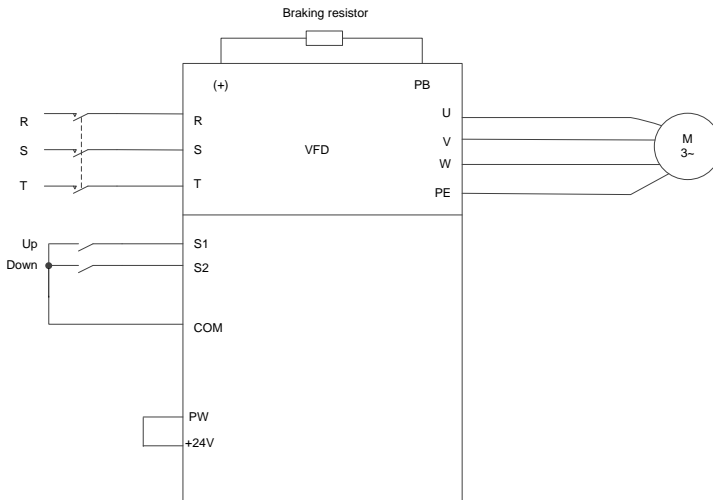 Braking resistor
(+)
PB
R
R
U
S
S
VFD
V
M
3~
T
T
W
PE
Up
S1
Down
S2
COM
PW
+24V